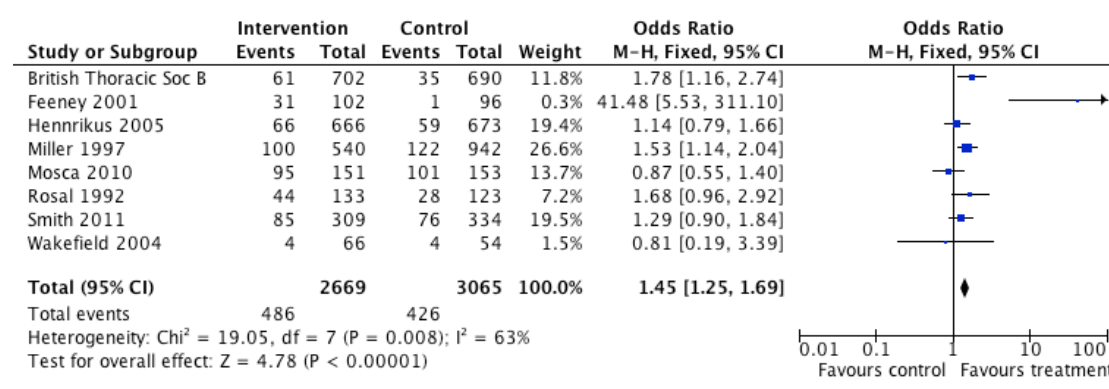 Intervention Control Odds Ratio Odds Ratio
Study or Subgroup Events Total Events Total Weight M-H, Fixed, 95% CI M-H, Fixed, 95% CI
British Thoracic Soc B 61 702 35 690 11.8% 1.78 [1.16, 2.74]
Feeney 2001 31 102 1 96 0.3% 41.48 [5.53, 311.10]
Hennrikus 2005 66 666 59 673 19.4% 1.14 [0.79, 1.66]
Miller 1997 100 540 122 942 26.6% 1.53 [1.14, 2.04]
Mosca 2010 95 151 101 153 13.7% 0.87 [0.55, 1.40]
Rosal 1992 44 133 28 123 7.2% 1.68 [0.96, 2.92]
Smith 2011 85 309 76 334 19.5% 1.29 [0.90, 1.84]
Wakefield 2004 4 66 4 54 1.5% 0.81 [0.19, 3.39]
Total (95% CI) 2669 3065 100.0% 1.45 [1.25, 1.69]
Total events 486 426
Heterogeneity: Chi² = 19.05, df = 7 (P = 0.008); I² = 63%
Test for overall effect: Z = 4.78 (P < 0.00001)
0.01 0.1 1 10 100
Favours control Favours treatment